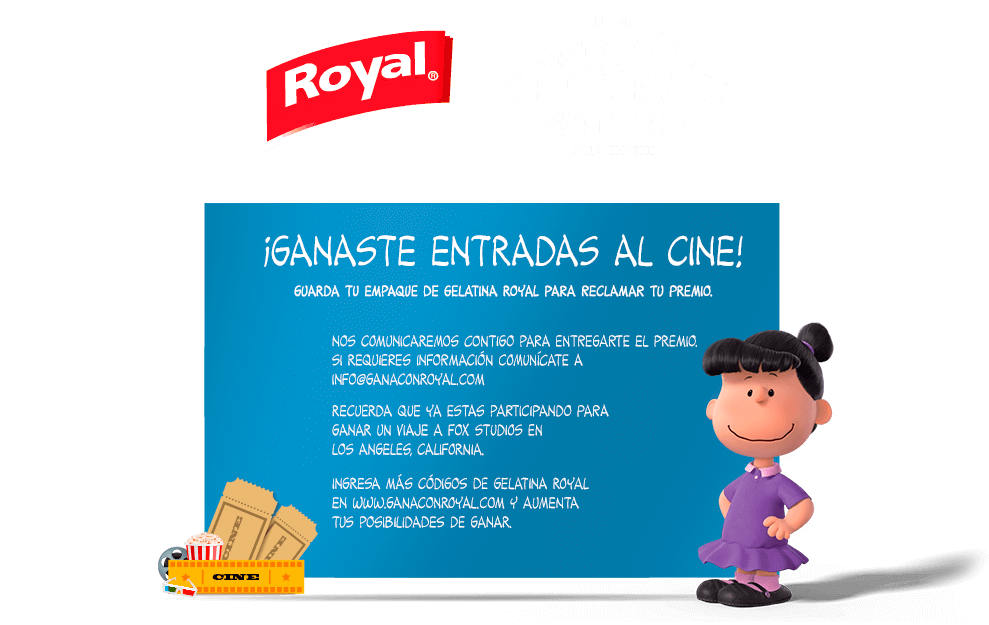 Royal®
¡GANASTE ENTRADAS AL CINE!
GUARDA TU EMPAQUE DE GELATINA ROYAL PARA RECLAMAR TU PREMIO.
NOS COMUNICAREMOS CONTIGO PARA ENTREGARTE EL PREMIO.
SI REQUIERES INFORMACIÓN COMUNÍCATE A
INFO@GANACONROYAL.COM
RECUERDA QUE YA ESTAS PARTICIPANDO PARA
GANAR UN VIAJE A FOX STUDIOS EN
LOS ANGELES, CALIFORNIA.
INGRESA MÁS CÓDIGOS DE GELATINA ROYAL
EN WWW.GANACONROYAL.COM Y AUMENTA
TUS POSIBILIDADES DE GANAR.
CINE
CINE
CINE